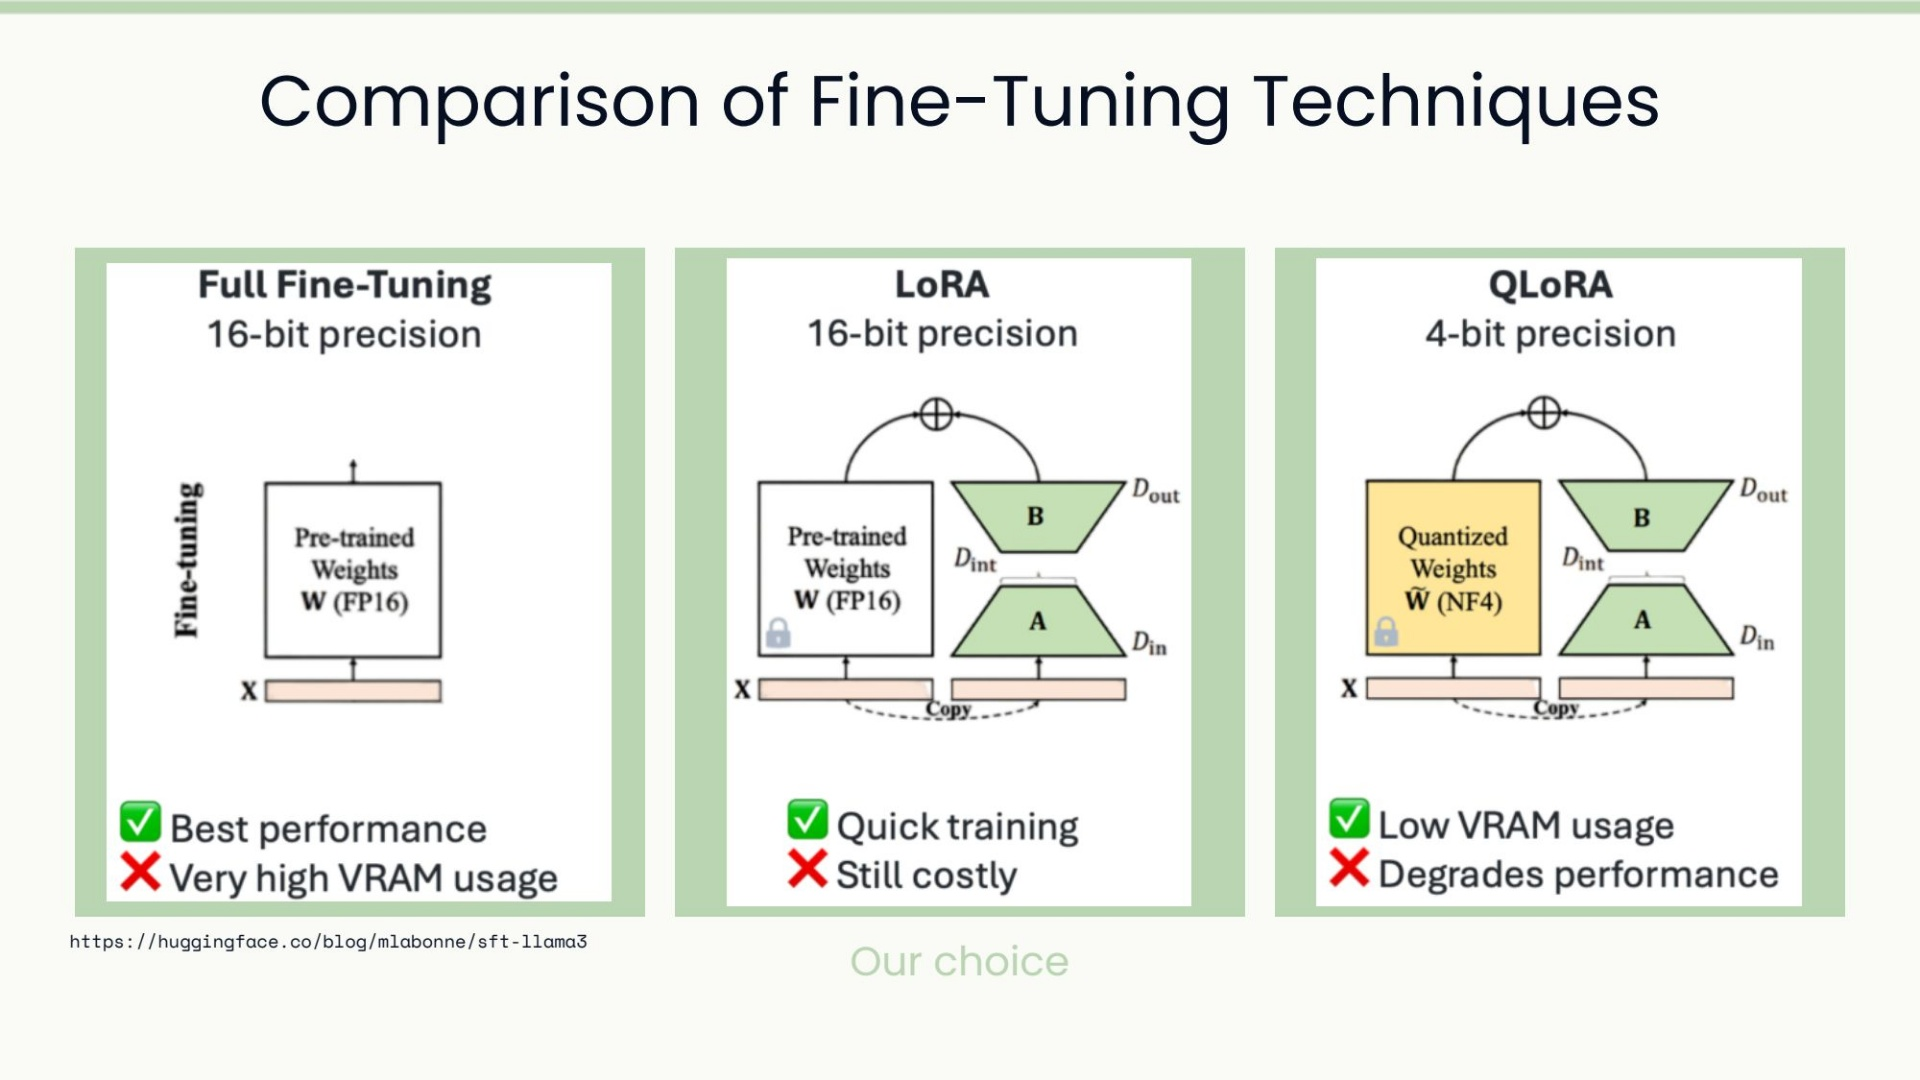 Comparison of Fine-Tuning Techniques
Full Fine-Tuning
16-bit precision
Fine-tuning
Pre-trained
Weights
W (FP16)
X
✅ Best performance
❌ Very high VRAM usage
LoRA
16-bit precision
Pre-trained
Weights
W (FP16)
B
Dout
Dint
A
Din
X
Copy
✅ Quick training
❌ Still costly
QLoRA
4-bit precision
Quantized
Weights
W̃ (NF4)
B
Dout
Dint
A
Din
X
Copy
✅ Low VRAM usage
❌ Degrades performance
https://huggingface.co/blog/mlabonne/sft-llama3
Our choice